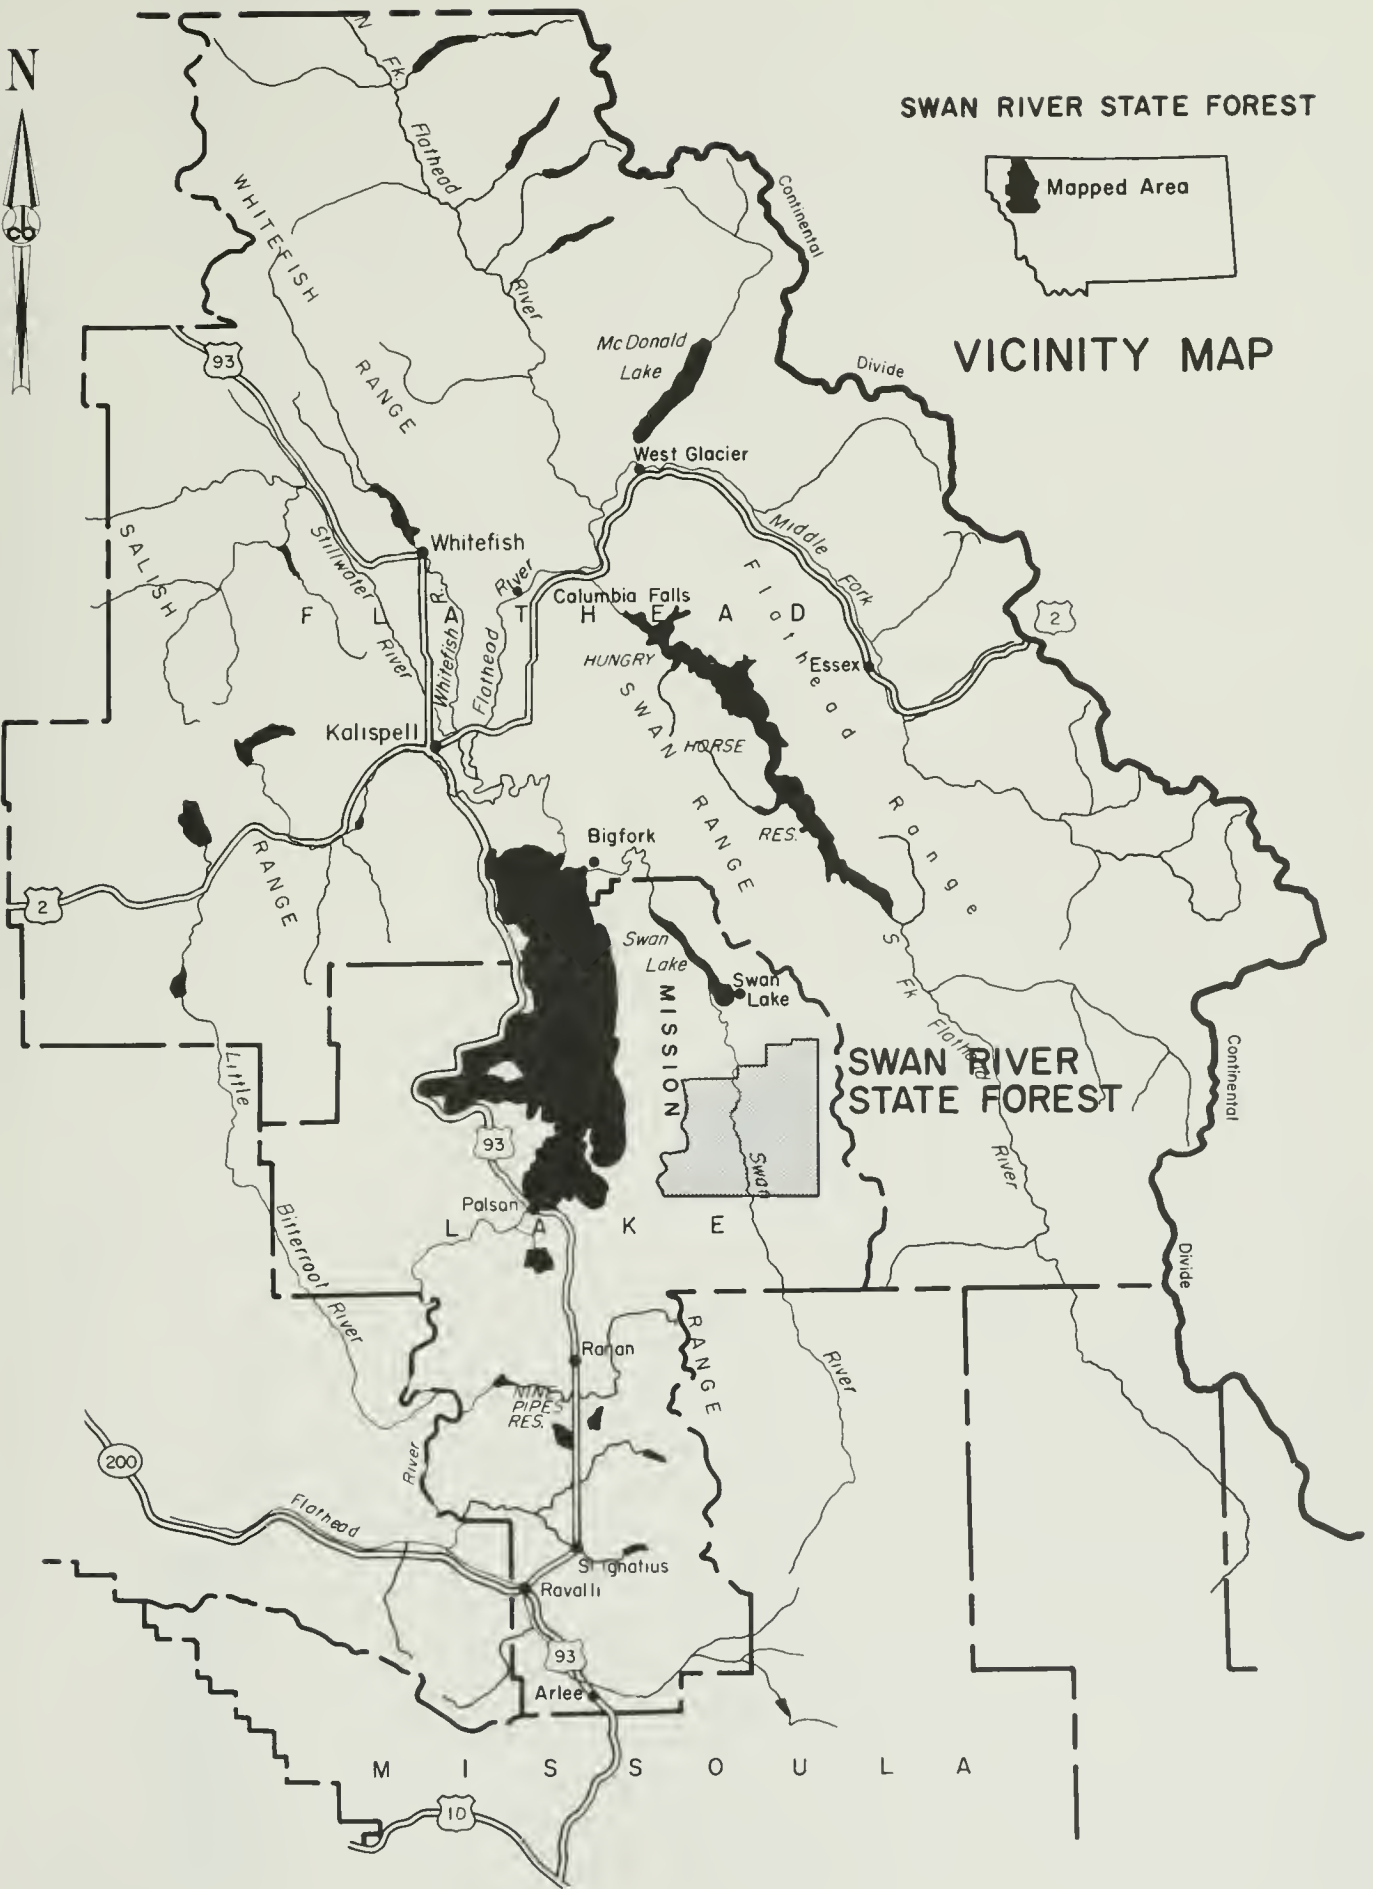 N
SWAN RIVER STATE FOREST
Mapped Area
VICINITY MAP
N
Fk.
Flathead
River
WHITEFISH
RANGE
Continental
Divide
93
McDonald
Lake
West Glacier
Middle
Fork
SALISH
RANGE
Stillwater
River
Whitefish
Whitefish
R.
River
Flathead
Columbia Falls
FLATHEAD
Flathead
Range
2
Essex
HUNGRY
HORSE
RES.
SWAN
RANGE
Kalispell
Bigfork
2
Swan
Lake
Swan
Lake
S
Fk
Flathead
River
MISSION
RANGE
SWAN RIVER
STATE FOREST
Continental
Divide
Little
Bitterroot
River
93
Polson
Swan
River
LAKE
Ronan
NINE
PIPES
RES.
River
200
Flathead
St Ignatius
Ravalli
93
Arlee
MISSOULA
10